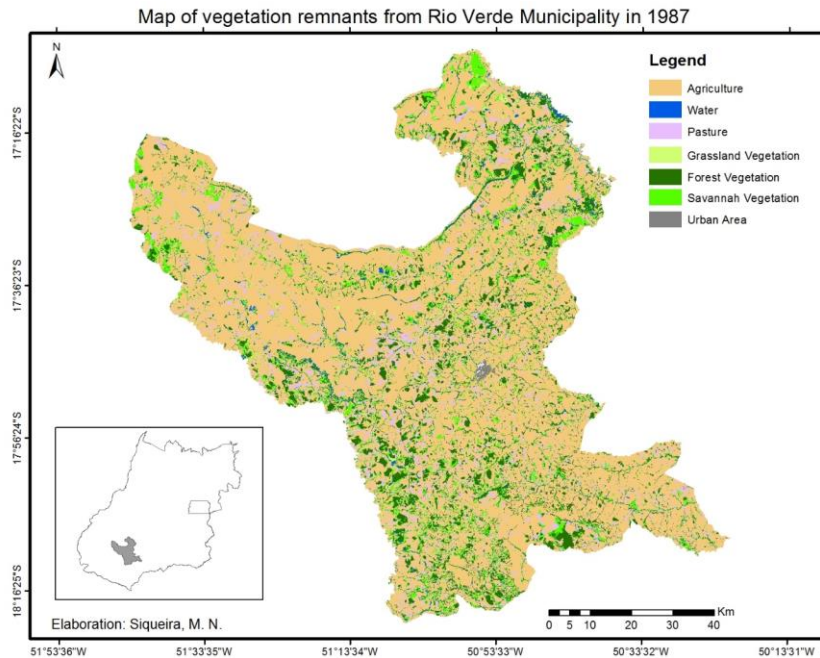 Map of vegetation remnants from Rio Verde Municipality in 1987
N
Legend
Agriculture
Water
Pasture
Grassland Vegetation
Forest Vegetation
Savannah Vegetation
Urban Area
17°16'22"S
17°36'23"S
17°56'24"S
18°16'25"S
Elaboration: Siqueira, M. N.
Km
0 5 10 20 30 40
51°53'36"W 51°33'35"W 51°13'34"W 50°53'33"W 50°33'32"W 50°13'31"W